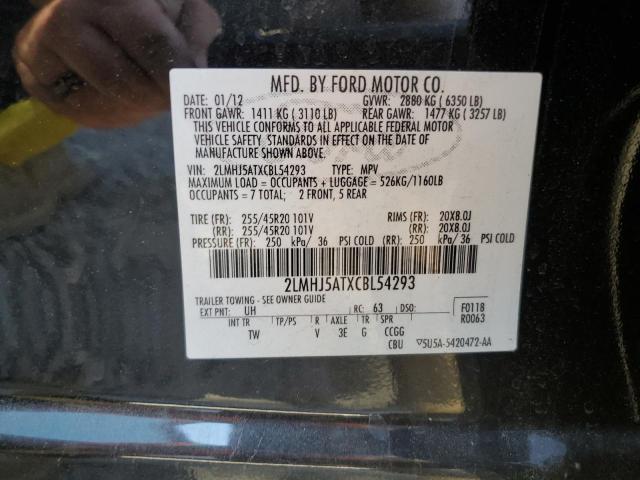 MFD. BY FORD MOTOR CO.
DATE: 01/12 GVWR: 2880 KG ( 6350 LB)
FRONT GAWR: 1411 KG ( 3110 LB) REAR GAWR: 1477 KG ( 3257 LB)
THIS VEHICLE CONFORMS TO ALL APPLICABLE FEDERAL MOTOR
VEHICLE SAFETY STANDARDS IN EFFECT ON THE DATE OF
MANUFACTURE SHOWN ABOVE.
VIN: 2LMHJ5ATXCBL54293 TYPE: MPV
MAXIMUM LOAD = OCCUPANTS + LUGGAGE = 526KG/1160LB
OCCUPANTS = 7 TOTAL; 2 FRONT, 5 REAR
TIRE (FR): 255/45R20 101V RIMS (FR): 20X8.0J
(RR): 255/45R20 101V (RR): 20X8.0J
PRESSURE (FR): 250 kPa/ 36 PSI COLD (RR): 250 kPa/ 36 PSI COLD
2LMHJ5ATXCBL54293
TRAILER TOWING - SEE OWNER GUIDE
EXT PNT: UH RC: 63 DSO: F0118
R0063
INT TR TP/PS R AXLE TR SPR
TW V 3E G CCGG
CBU ▽5U5A-5420472-AA